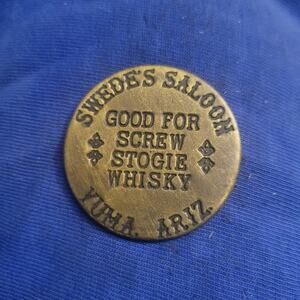 SWEDE'S SALOON
GOOD FOR
SCREW
STOGIE
WHISKY
YUMA. ARIZ.